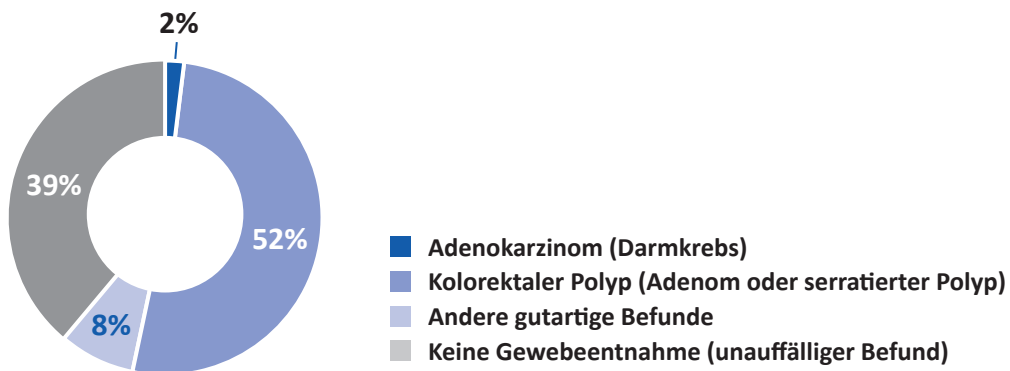 2%
39%
52%
8%
Adenokarzinom (Darmkrebs)
Kolorektaler Polyp (Adenom oder serratierter Polyp)
Andere gutartige Befunde
Keine Gewebeentnahme (unauffälliger Befund)